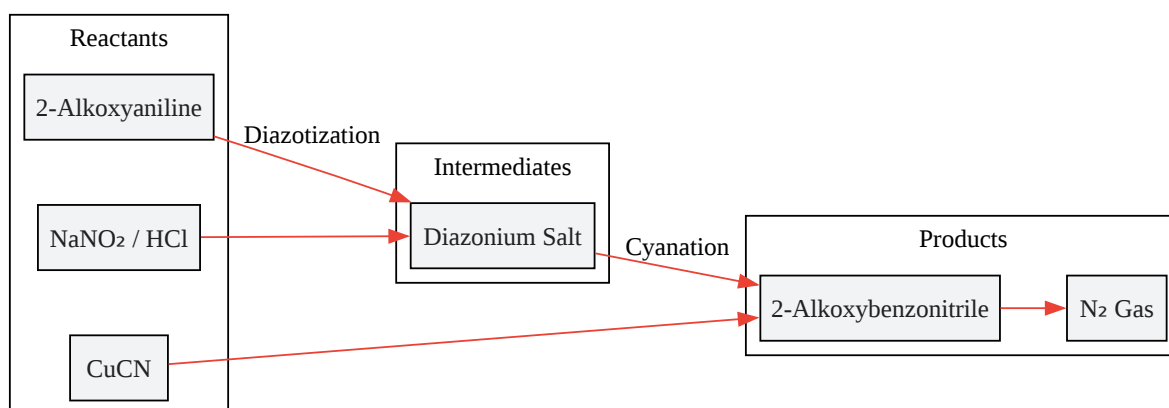 Reactants
2-Alkoxyaniline
NaNO₂ / HCl
CuCN
Diazotization
Intermediates
Diazonium Salt
Cyanation
Products
2-Alkoxybenzonitrile
N₂ Gas